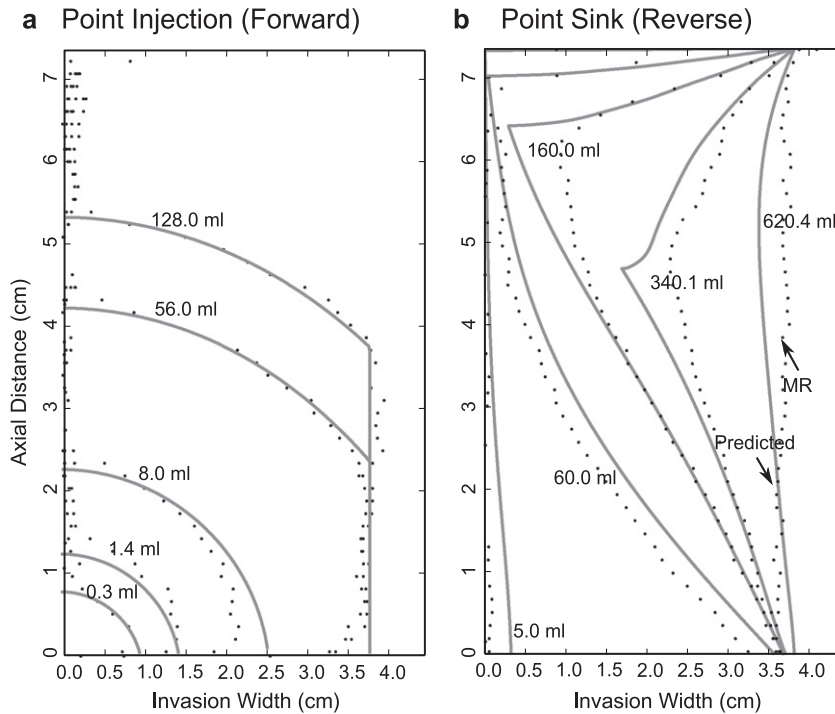 a Point Injection (Forward)
7
6
5
4
3
2
1
0
Axial Distance (cm)
128.0 ml
56.0 ml
8.0 ml
1.4 ml
0.3 ml
0.0 0.5 1.0 1.5 2.0 2.5 3.0 3.5 4.0
Invasion Width (cm)
b Point Sink (Reverse)
7
6
5
4
3
2
1
0
160.0 ml
620.4 ml
340.1 ml
MR
Predicted
60.0 ml
5.0 ml
0.0 0.5 1.0 1.5 2.0 2.5 3.0 3.5 4.0
Invasion Width (cm)